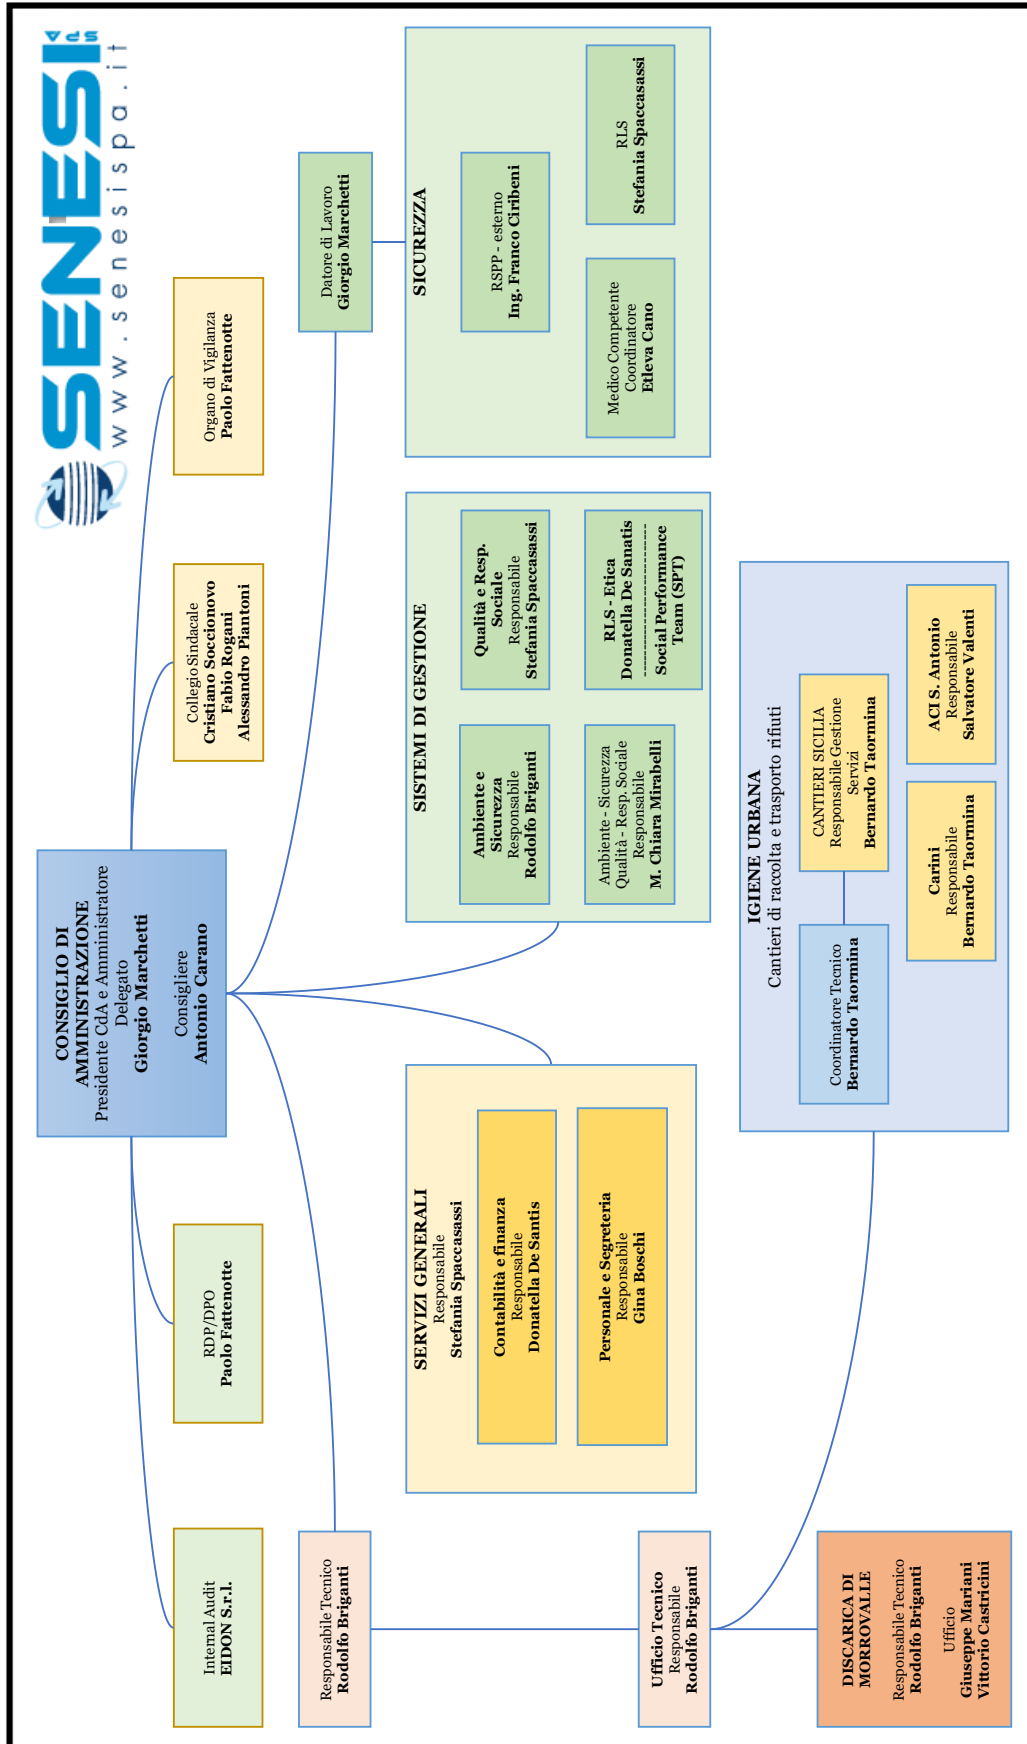 SENESI
SPA
www.senesispa.it
CONSIGLIO DI
AMMINISTRAZIONE
Presidente CdA e Amministratore
Delegato
Giorgio Marchetti
Consigliere
Antonio Carano
Internal Audit
EIDON S.r.l.
RDP/DPO
Paolo Fattenotte
Collegio Sindacale
Cristiano Soccionovo
Fabio Rogani
Alessandro Piantoni
Organo di Vigilanza
Paolo Fattenotte
Responsabile Tecnico
Rodolfo Briganti
Datore di Lavoro
Giorgio Marchetti
SERVIZI GENERALI
Responsabile
Stefania Spaccasassi
Contabilità e finanza
Responsabile
Donatella De Santis
Personale e Segreteria
Responsabile
Gina Boschi
SISTEMI DI GESTIONE
Ambiente e
Sicurezza
Responsabile
Rodolfo Briganti
Qualità e Resp.
Sociale
Responsabile
Stefania Spaccasassi
Ambiente - Sicurezza
Qualità - Resp. Sociale
Responsabile
M. Chiara Mirabelli
RLS - Etica
Donatella De Sanatis
------------------------
Social Performance
Team (SPT)
SICUREZZA
RSPP - esterno
Ing. Franco Ciribeni
Medico Competente
Coordinatore
Etleva Cano
RLS
Stefania Spaccasassi
Ufficio Tecnico
Responsabile
Rodolfo Briganti
DISCARICA DI
MORROVALLE
Responsabile Tecnico
Rodolfo Briganti
Ufficio
Giuseppe Mariani
Vittorio Castricini
IGIENE URBANA
Cantieri di raccolta e trasporto rifiuti
Coordinatore Tecnico
Bernardo Taormina
CANTIERI SICILIA
Responsabile Gestione
Servizi
Bernardo Taormina
Carini
Responsabile
Bernardo Taormina
ACI S. Antonio
Responsabile
Salvatore Valenti